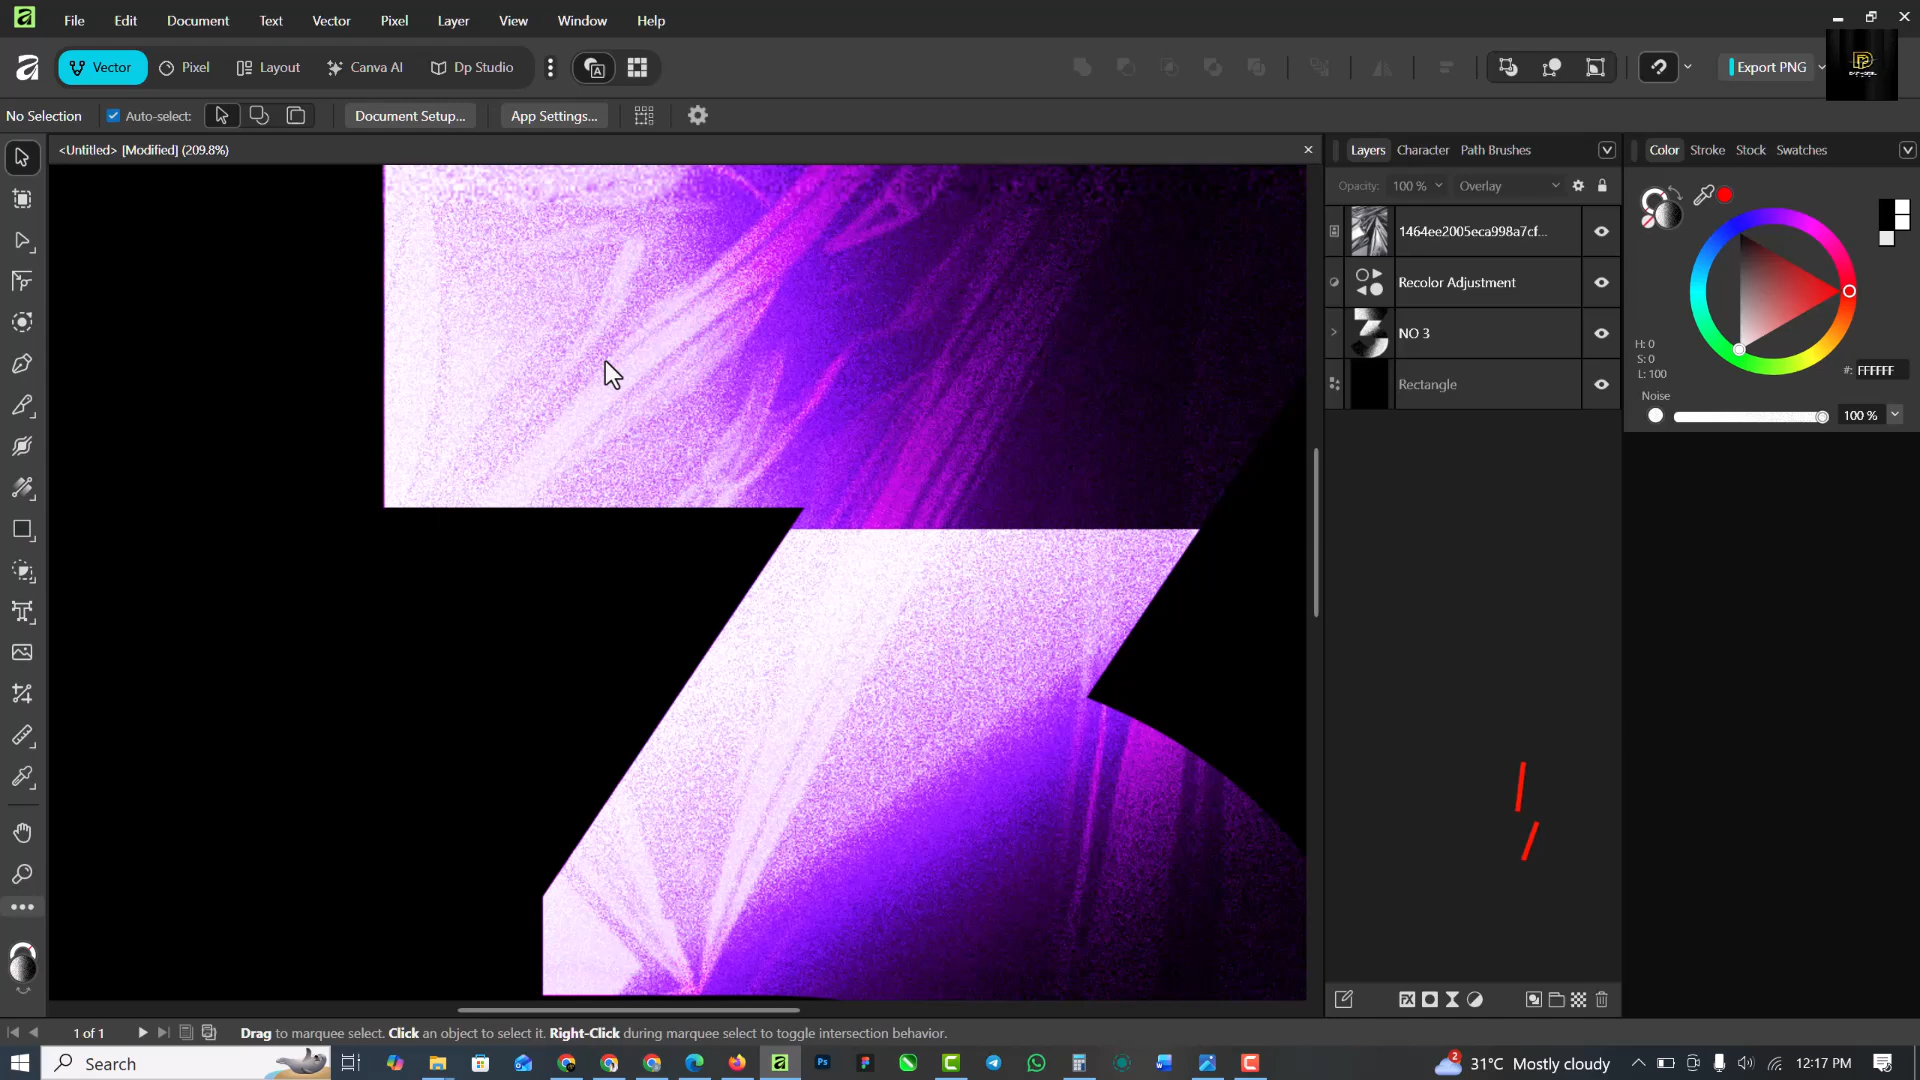 File Edit Document Text Vector Pixel Layer View Window Help
Vector Pixel Layout Canva AI Dp Studio Export PNG
No Selection Auto-select: Document Setup... App Settings...
<Untitled> [Modified] (209.8%)
Layers Character Path Brushes
Color Stroke Stock Swatches
Opacity: 100 % Overlay
1464ee2005eca998a7cf...
Recolor Adjustment
NO 3
Rectangle
H: 0
S: 0
L: 100
#: FFFFFF
Noise
100 %
1 of 1 Drag to marquee select. Click an object to select it. Right-Click during marquee select to toggle intersection behavior.
Search
2 31°C Mostly cloudy 12:17 PM